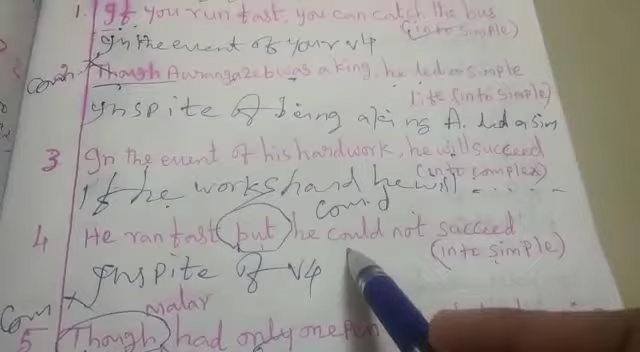 1. If you run fast, you can catch the bus
(into simple)
In the event of your v4
Though Aurangazeb was a king, he led a simple
life (into simple)
Inspite of being a king A. led a sim
3 In the event of his hardwork, he will succeed
(into complex)
If he works hard he will . . . . . .
4 He ran fast but he could not succeed
(into simple)
Inspite of v4
Malar
5 Though had only one pen